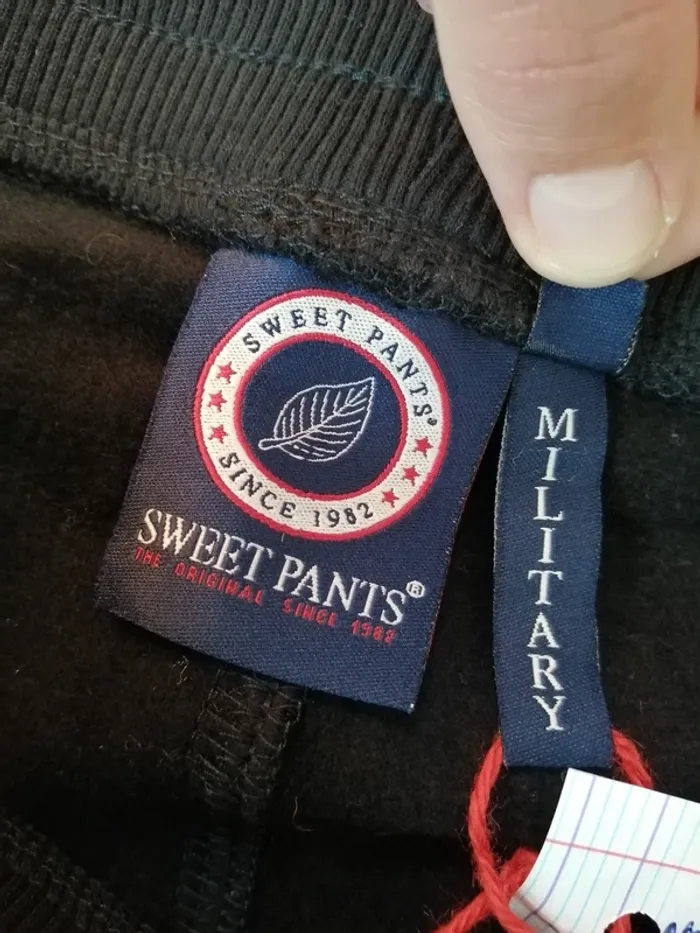 SWEET PANTS®
SINCE 1982
SWEET PANTS®
THE ORIGINAL SINCE 1982
MILITARY